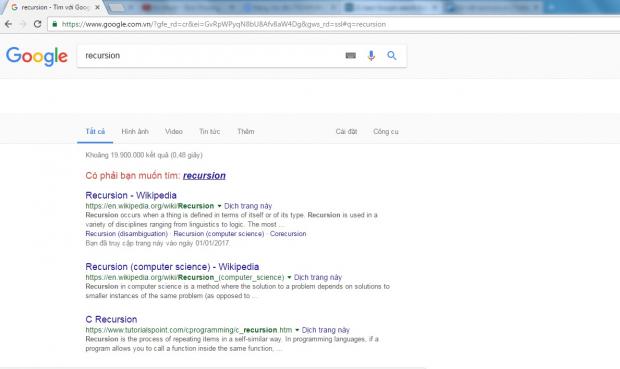 recursion - Tìm với Goog
https://www.google.com.vn/?gfe_rd=cr&ei=GvRpWPyqN8bU8Afv8aW4Dg&gws_rd=ssl#q=recursion
Google
recursion
Tất cả Hình ảnh Video Tin tức Thêm Cài đặt Công cụ
Khoảng 19.900.000 kết quả (0,48 giây)
Có phải bạn muốn tìm: recursion
Recursion - Wikipedia
https://en.wikipedia.org/wiki/Recursion Dịch trang này
Recursion occurs when a thing is defined in terms of itself or of its type. Recursion is used in a
variety of disciplines ranging from linguistics to logic. The most ...
Recursion (disambiguation) · Recursion (computer science) · Corecursion
Bạn đã truy cập trang này vào ngày 01/01/2017.
Recursion (computer science) - Wikipedia
https://en.wikipedia.org/wiki/Recursion_(computer_science) Dịch trang này
Recursion in computer science is a method where the solution to a problem depends on solutions to
smaller instances of the same problem (as opposed to ...
C Recursion
https://www.tutorialspoint.com/cprogramming/c_recursion.htm Dịch trang này
Recursion is the process of repeating items in a self-similar way. In programming languages, if a
program allows you to call a function inside the same function, ...